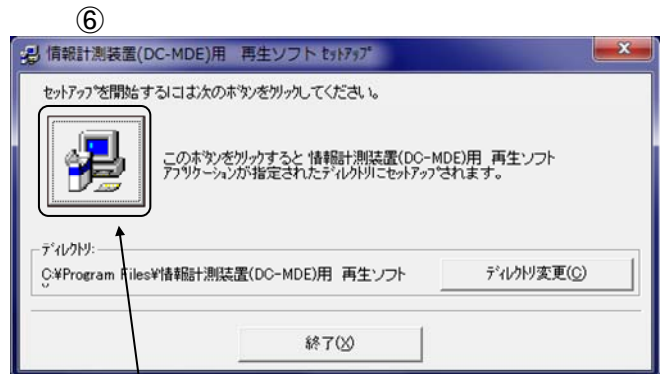 ⑥
情報計測装置(DC-MDE)用 再生ソフト ｾｯﾄｱｯﾌﾟ
ｾｯﾄｱｯﾌﾟを開始するには次のﾎﾞﾀﾝをｸﾘｯｸしてください。
このﾎﾞﾀﾝをｸﾘｯｸすると 情報計測装置(DC-MDE)用 再生ソフト
ｱﾌﾟﾘｹｰｼｮﾝが指定されたﾃﾞｨﾚｸﾄﾘにｾｯﾄｱｯﾌﾟされます。
ﾃﾞｨﾚｸﾄﾘ:
C:¥Program Files¥情報計測装置(DC-MDE)用 再生ソフト
ﾃﾞｨﾚｸﾄﾘ変更(C)
終了(X)